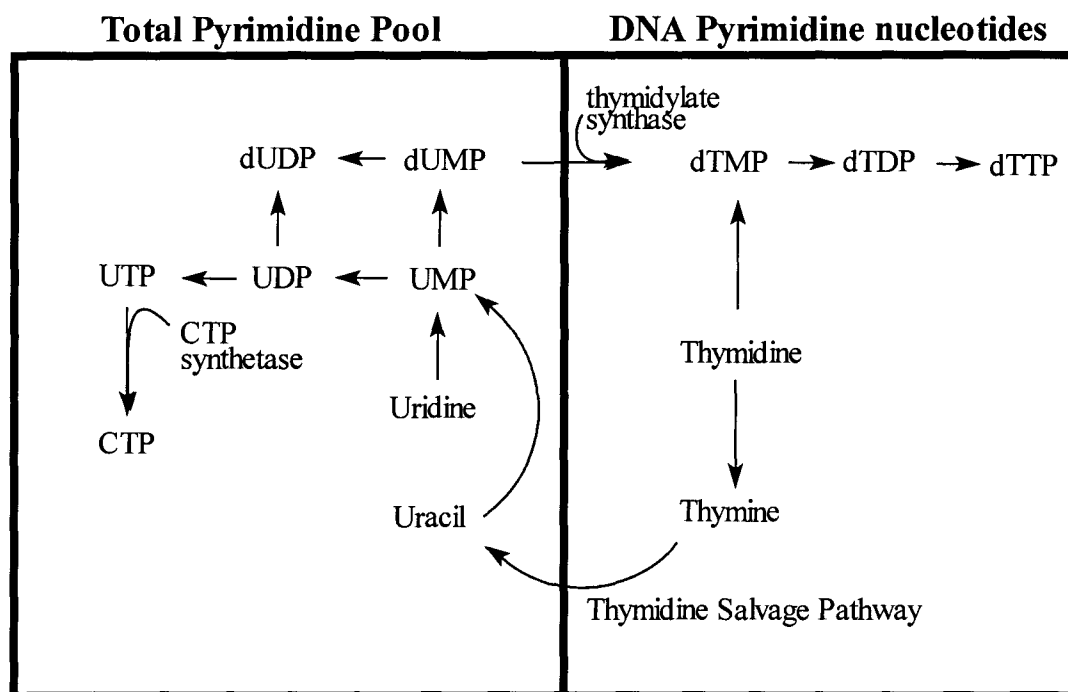 Total Pyrimidine Pool
DNA Pyrimidine nucleotides
thymidylate
synthase
dUDP
dUMP
dTMP
dTDP
dTTP
UTP
UDP
UMP
CTP
synthetase
Thymidine
Uridine
CTP
Uracil
Thymine
Thymidine Salvage Pathway